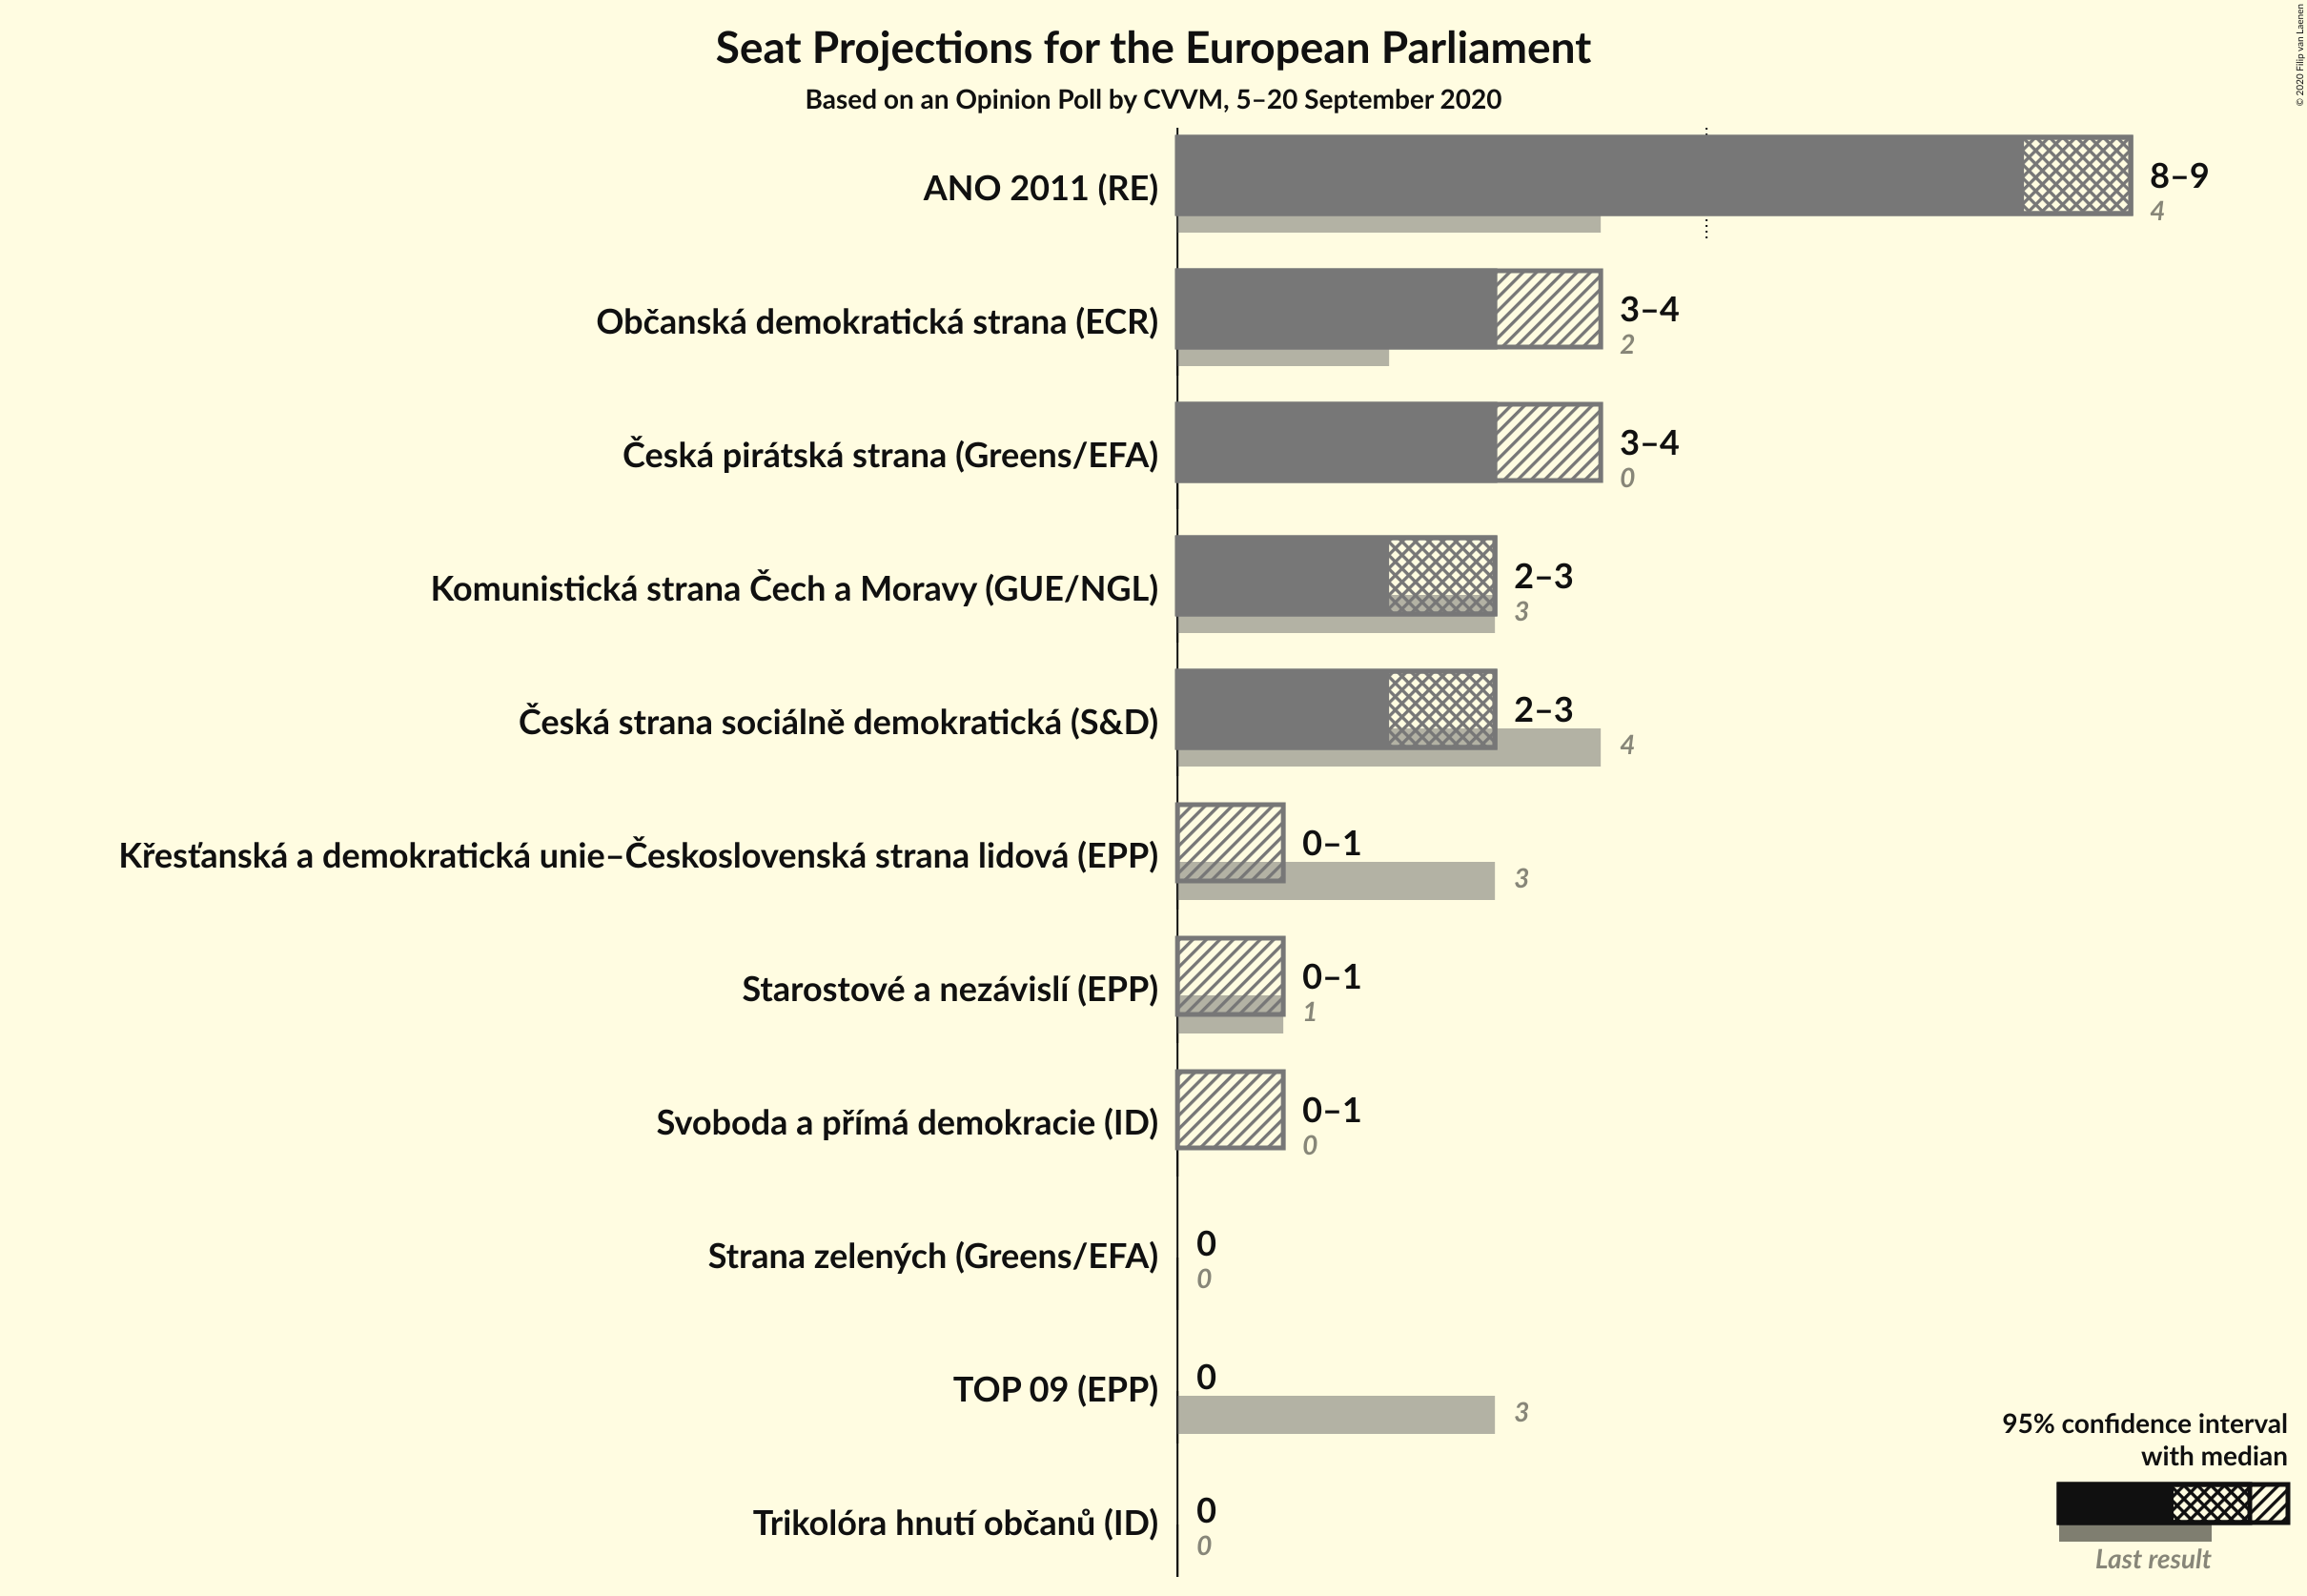 Seat Projections for the European Parliament
Based on an Opinion Poll by CVVM, 5–20 September 2020
© 2020 Filip van Laenen
ANO 2011 (RE)
8–9
4
Občanská demokratická strana (ECR)
3–4
2
Česká pirátská strana (Greens/EFA)
3–4
0
Komunistická strana Čech a Moravy (GUE/NGL)
2–3
3
Česká strana sociálně demokratická (S&D)
2–3
4
Křesťanská a demokratická unie–Československá strana lidová (EPP)
0–1
3
Starostové a nezávislí (EPP)
0–1
1
Svoboda a přímá demokracie (ID)
0–1
0
Strana zelených (Greens/EFA)
0
0
TOP 09 (EPP)
0
3
Trikolóra hnutí občanů (ID)
0
0
95% confidence interval
with median
Last result